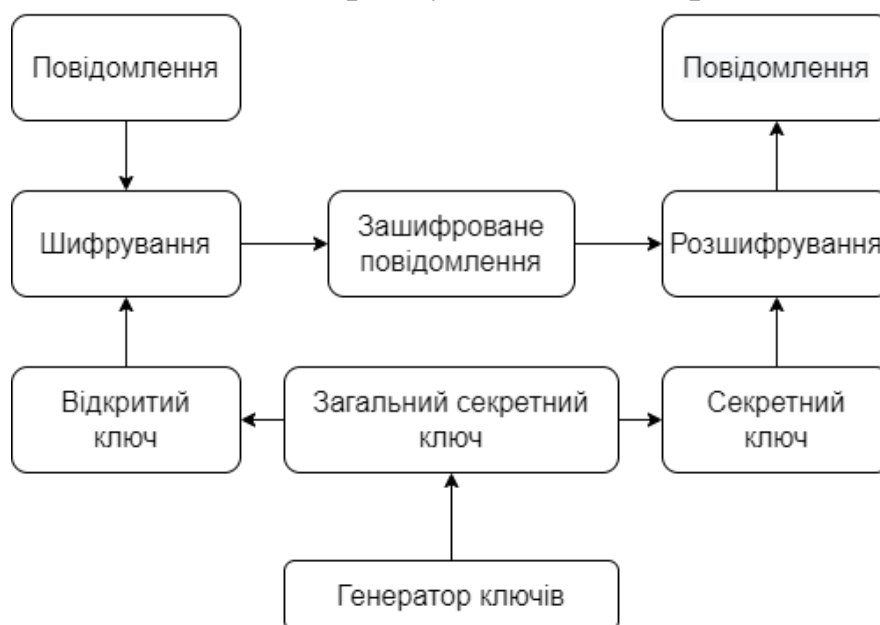 Повідомлення
Повідомлення
Шифрування
Зашифроване
повідомлення
Розшифрування
Відкритий
ключ
Загальний секретний
ключ
Секретний
ключ
Генератор ключів